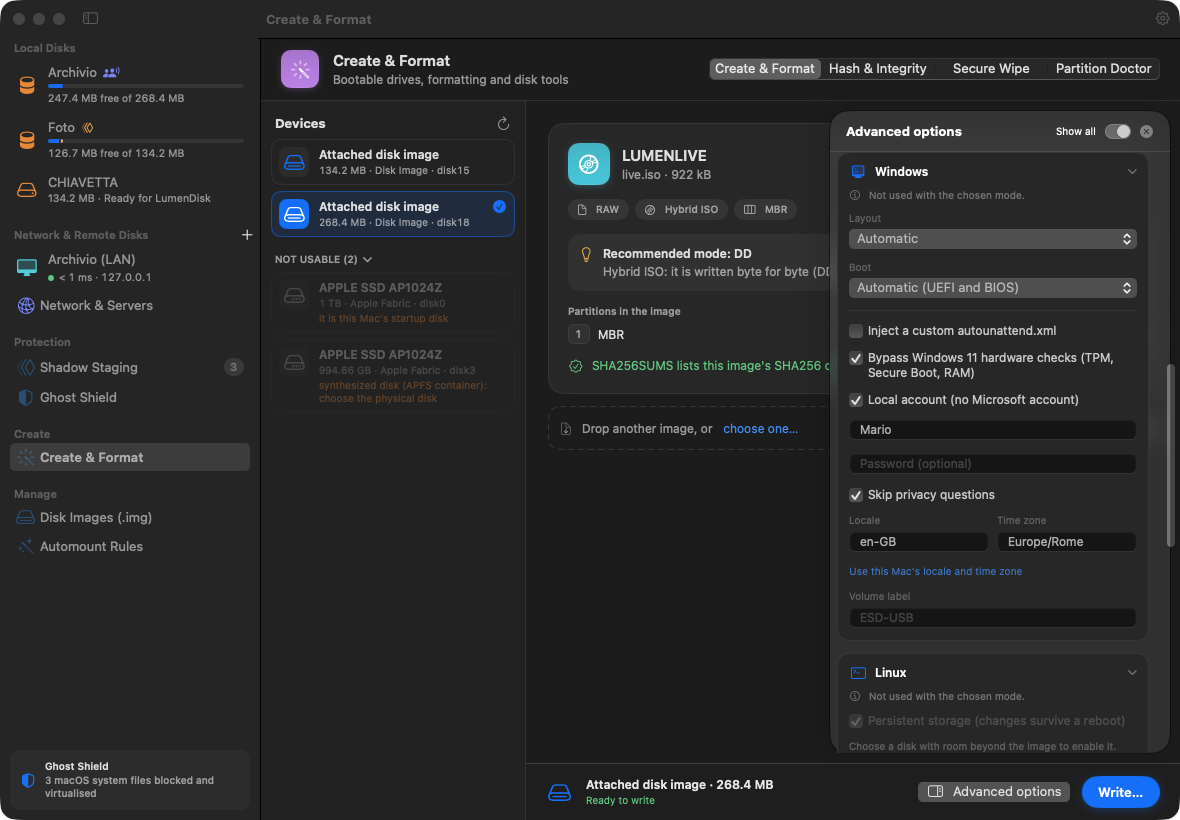 Create & Format
Local Disks
Archivio
247.4 MB free of 268.4 MB
Foto
126.7 MB free of 134.2 MB
CHIAVETTA
134.2 MB · Ready for LumenDisk
Network & Remote Disks
Archivio (LAN)
< 1 ms · 127.0.0.1
Network & Servers
Protection
Shadow Staging
3
Ghost Shield
Create
Create & Format
Manage
Disk Images (.img)
Automount Rules
Ghost Shield
3 macOS system files blocked and
virtualised
Create & Format
Bootable drives, formatting and disk tools
Create & Format
Hash & Integrity
Secure Wipe
Partition Doctor
Devices
Attached disk image
134.2 MB · Disk Image · disk15
Attached disk image
268.4 MB · Disk Image · disk18
NOT USABLE (2)
APPLE SSD AP1024Z
1 TB · Apple Fabric · disk0
it is this Mac's startup disk
APPLE SSD AP1024Z
994.66 GB · Apple Fabric · disk3
synthesized disk (APFS container):
choose the physical disk
LUMENLIVE
live.iso · 922 kB
RAW
Hybrid ISO
MBR
Recommended mode: DD
Hybrid ISO: it is written byte for byte (DD
Partitions in the image
1
MBR
SHA256SUMS lists this image's SHA256
Drop another image, or
choose one...
Advanced options
Show all
Windows
Not used with the chosen mode.
Layout
Automatic
Boot
Automatic (UEFI and BIOS)
Inject a custom autounattend.xml
Bypass Windows 11 hardware checks (TPM,
Secure Boot, RAM)
Local account (no Microsoft account)
Mario
Password (optional)
Skip privacy questions
Locale
Time zone
en-GB
Europe/Rome
Use this Mac's locale and time zone
Volume label
ESD-USB
Linux
Not used with the chosen mode.
Persistent storage (changes survive a reboot)
Choose a disk with room beyond the image to enable it.
Attached disk image · 268.4 MB
Ready to write
Advanced options
Write...